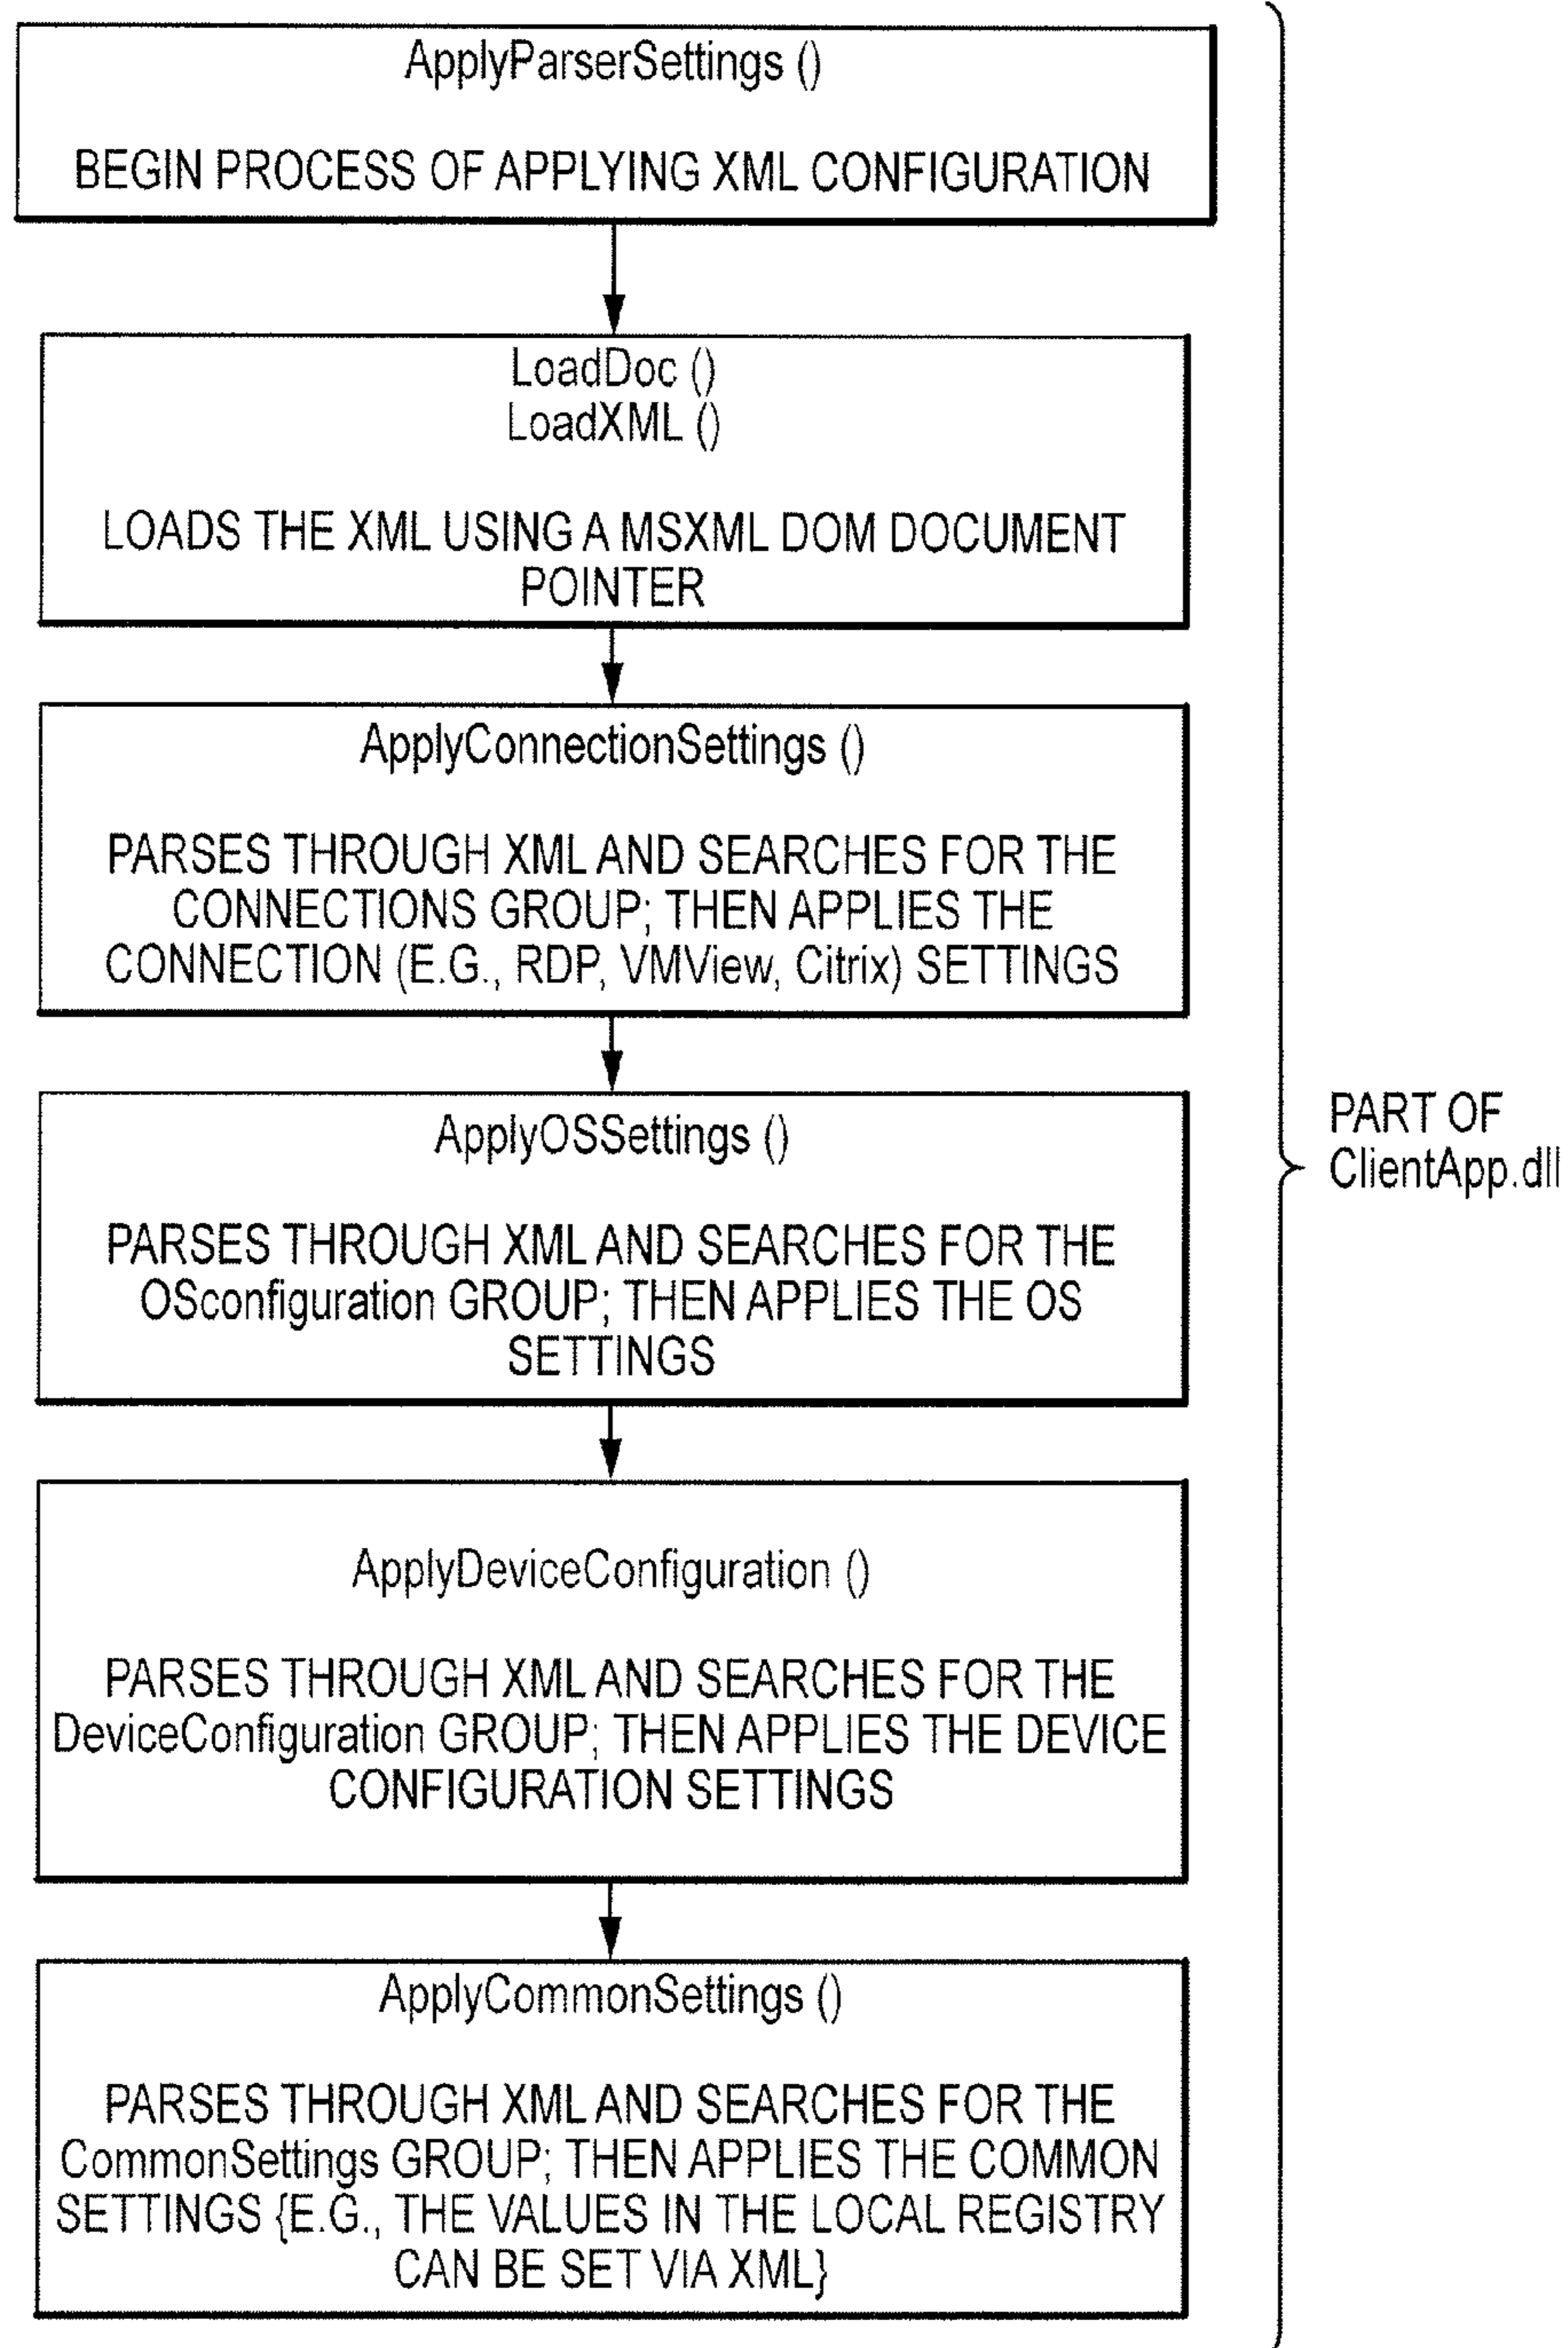 ApplyParserSettings ()
BEGIN PROCESS OF APPLYING XML CONFIGURATION
LoadDoc ()
LoadXML ()
LOADS THE XML USING A MSXML DOM DOCUMENT
POINTER
ApplyConnectionSettings ()
PARSES THROUGH XML AND SEARCHES FOR THE
CONNECTIONS GROUP; THEN APPLIES THE
CONNECTION (E.G., RDP, VMView, Citrix) SETTINGS
ApplyOSSettings ()
PARSES THROUGH XML AND SEARCHES FOR THE
OSconfiguration GROUP; THEN APPLIES THE OS
SETTINGS
ApplyDeviceConfiguration ()
PARSES THROUGH XML AND SEARCHES FOR THE
DeviceConfiguration GROUP; THEN APPLIES THE DEVICE
CONFIGURATION SETTINGS
ApplyCommonSettings ()
PARSES THROUGH XML AND SEARCHES FOR THE
CommonSettings GROUP; THEN APPLIES THE COMMON
SETTINGS {E.G., THE VALUES IN THE LOCAL REGISTRY
CAN BE SET VIA XML}
PART OF
ClientApp.dll